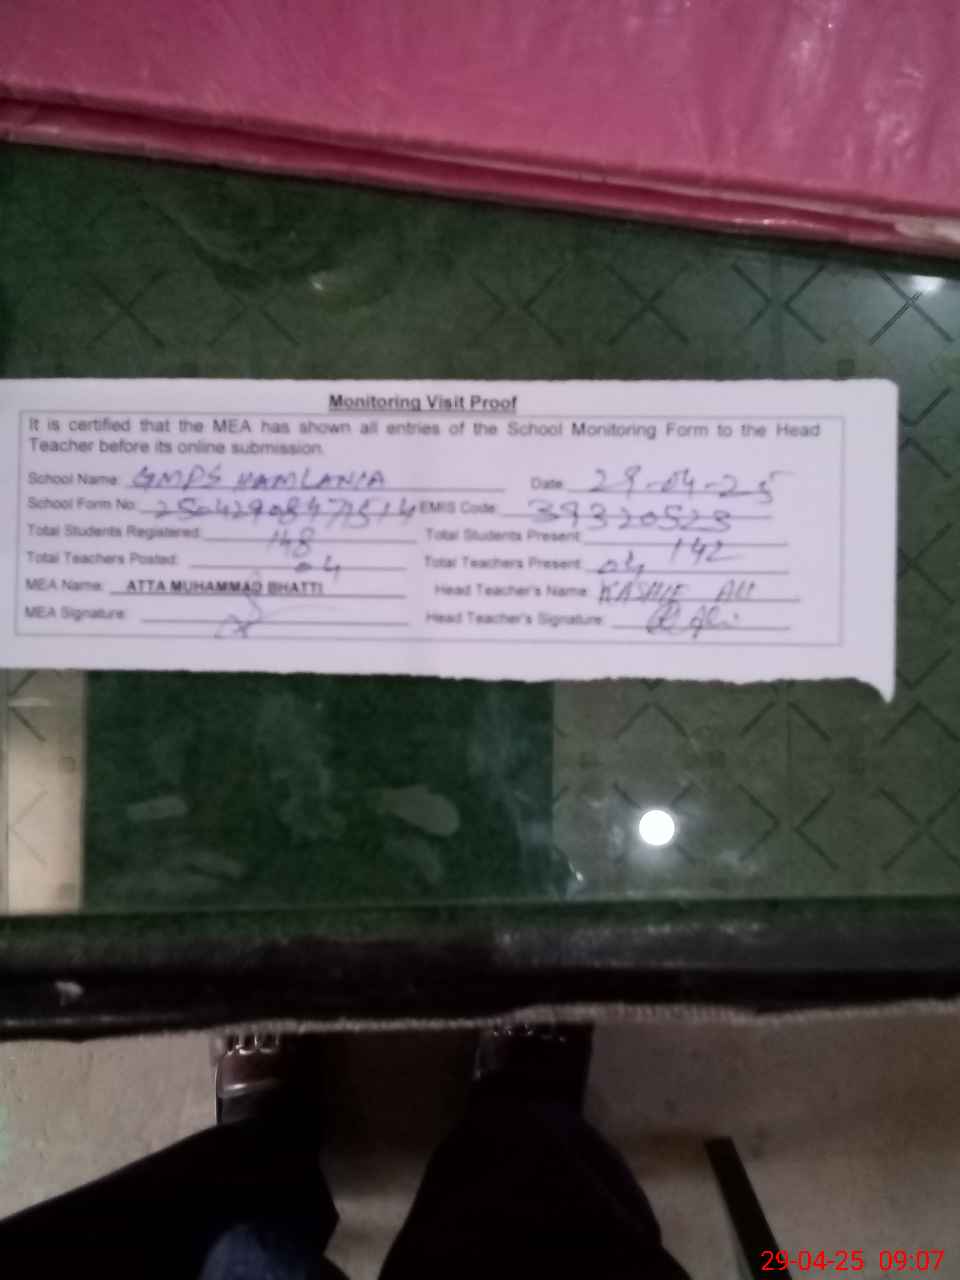 Monitoring Visit Proof
It is certified that the MEA has shown all entries of the School Monitoring Form to the Head
Teacher before its online submission.
School Name: GMPS HAMLANIA Date 29-04-25
School Form No: EMIS Code 39320523
Total Students Registered: 148 Total Students Present: 142
Total Teachers Posted: 04 Total Teachers Present: 04
MEA Name: ATTA MUHAMMAD BHATTI Head Teacher's Name: KASHIF Ali
MEA Signature: Head Teacher's Signature:
29-04-25 09:07